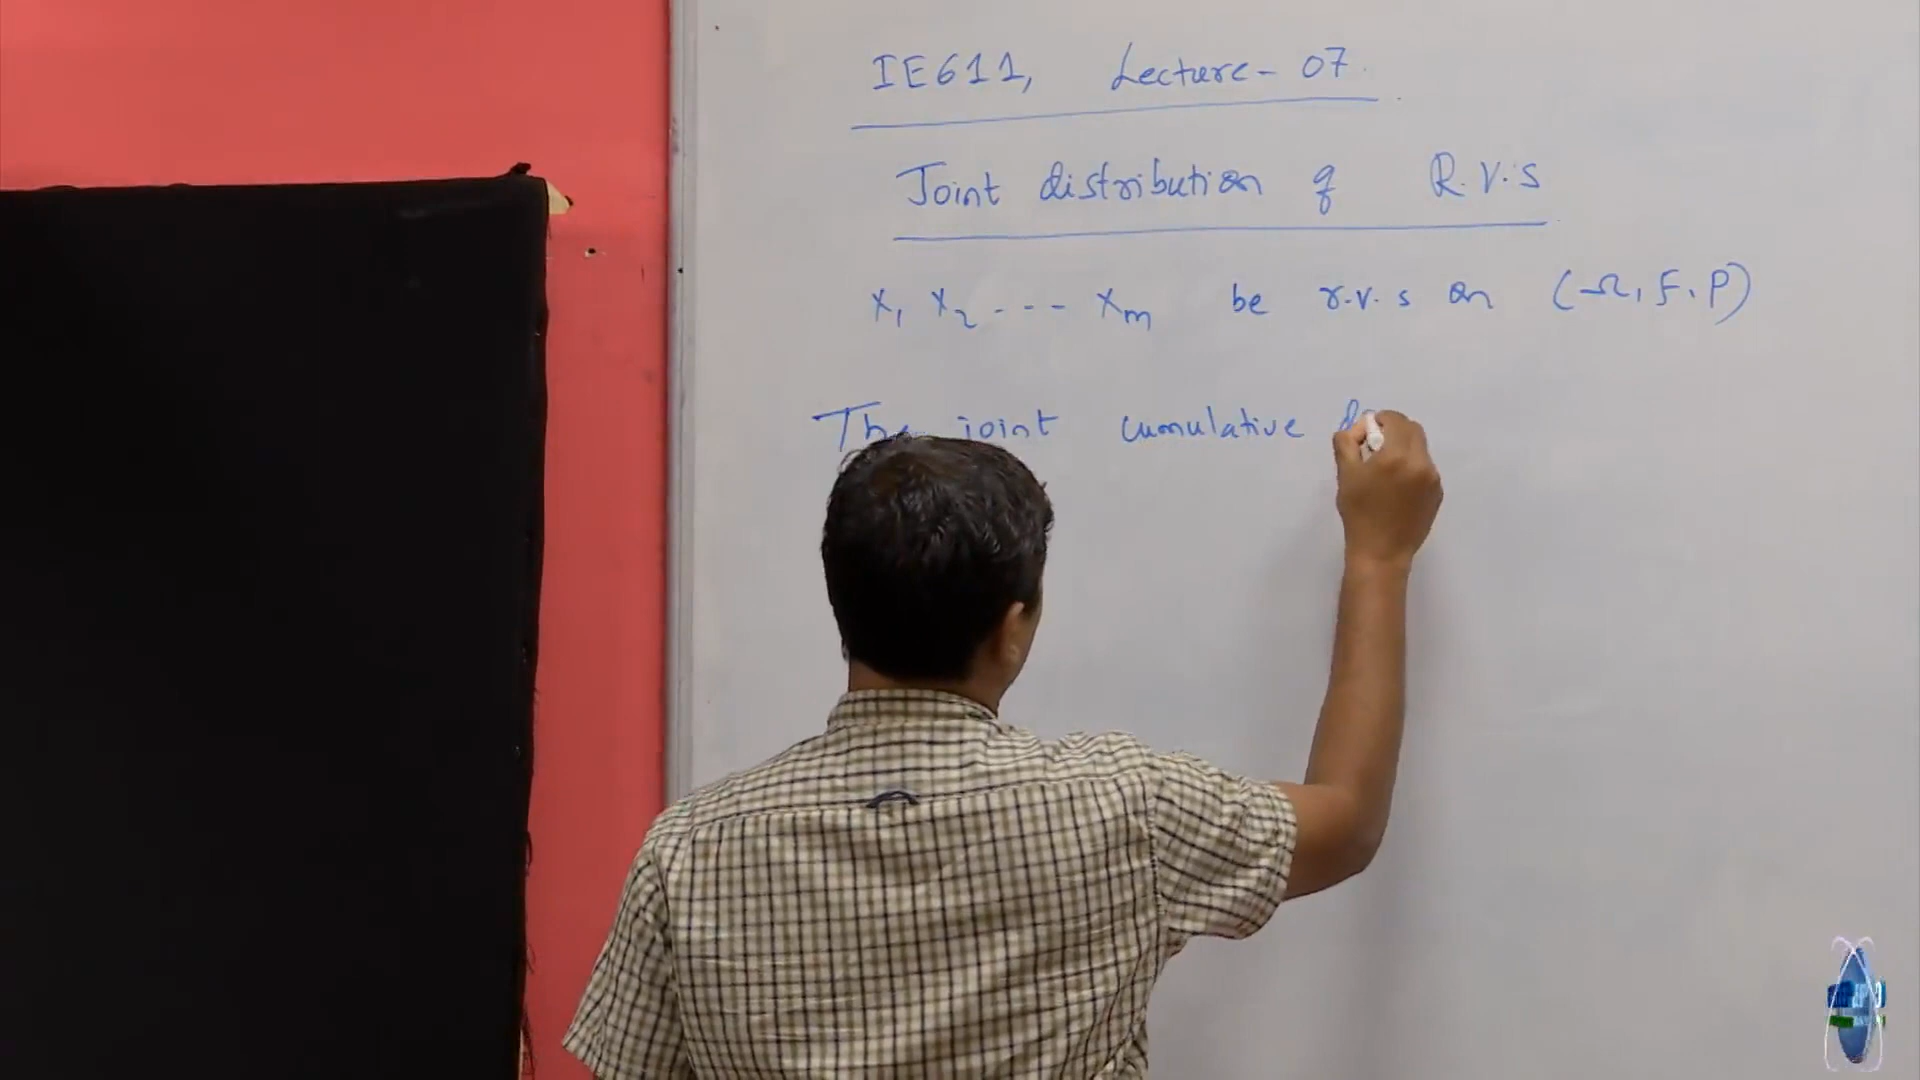 IE611, Lecture - 07.
Joint distribution of R.V.s
X₁ X₂ - - - Xₘ be r.v.s on (Ω, F, P)
The joint cumulative